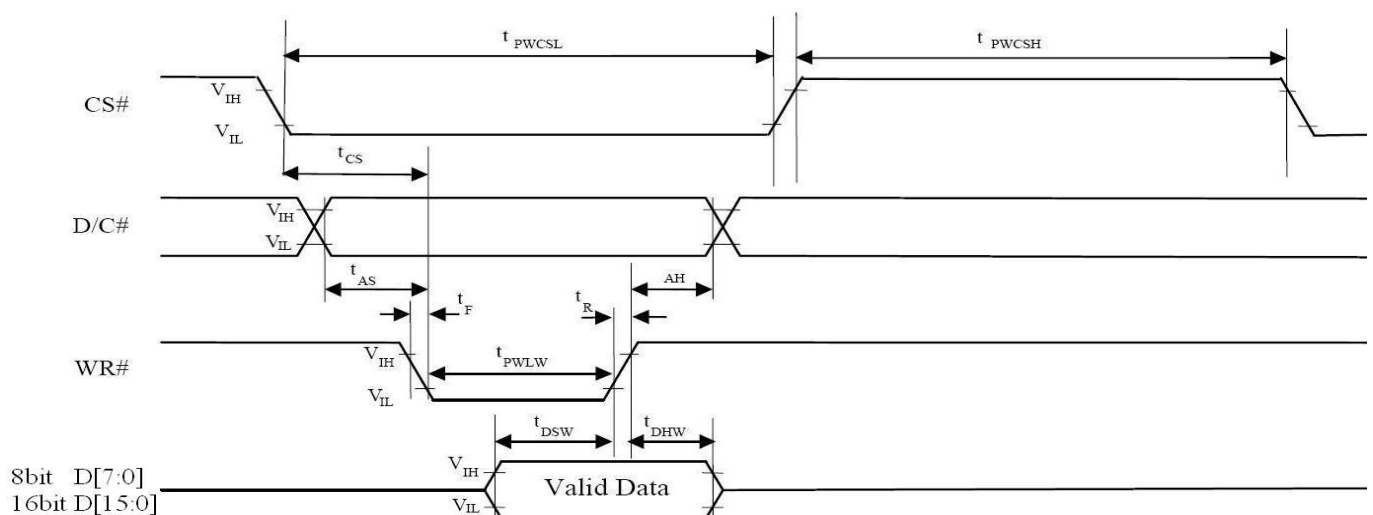 t PWCSL
t PWCSH
CS#
V IH
V IL
t CS
D/C#
V IH
V IL
t AS
t F
t R
AH
WR#
V IH
V IL
t PWLW
t DSW
t DHW
8bit D[7:0]
16bit D[15:0]
V IH
V IL
Valid Data